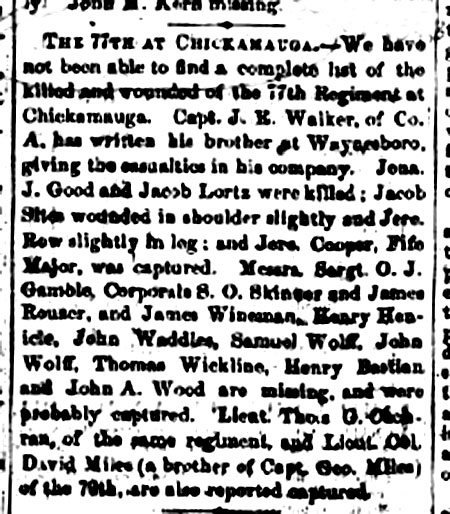 ly. John M. Kern missing.
THE 77TH AT CHICKAMAUGA.—We have
not been able to find a complete list of the
killed and wounded of the 77th Regiment at
Chickamauga. Capt. J. E. Walker, of Co.
A. has written his brother at Waynesboro,
giving the casualties in his company. Jona.
J. Good and Jacob Lortz were killed; Jacob
Sites wounded in shoulder slightly and Jere.
Row slightly in leg; and Jere. Cooper, Fife
Major, was captured. Messrs. Sargt. O. J.
Gamble, Corporals S. O. Skinner and James
Rouzer, and James Wineman, Henry Hen-
icle, John Waddles, Samuel Wolff, John
Wolff, Thomas Wickline, Henry Bastian
and John A. Wood are missing, and were
probably captured. Lieut. Thos G. Coch-
ran, of the same regiment, and Lieut. Col.
David Miles (a brother of Capt. Geo. Miles)
of the 79th, are also reported captured.